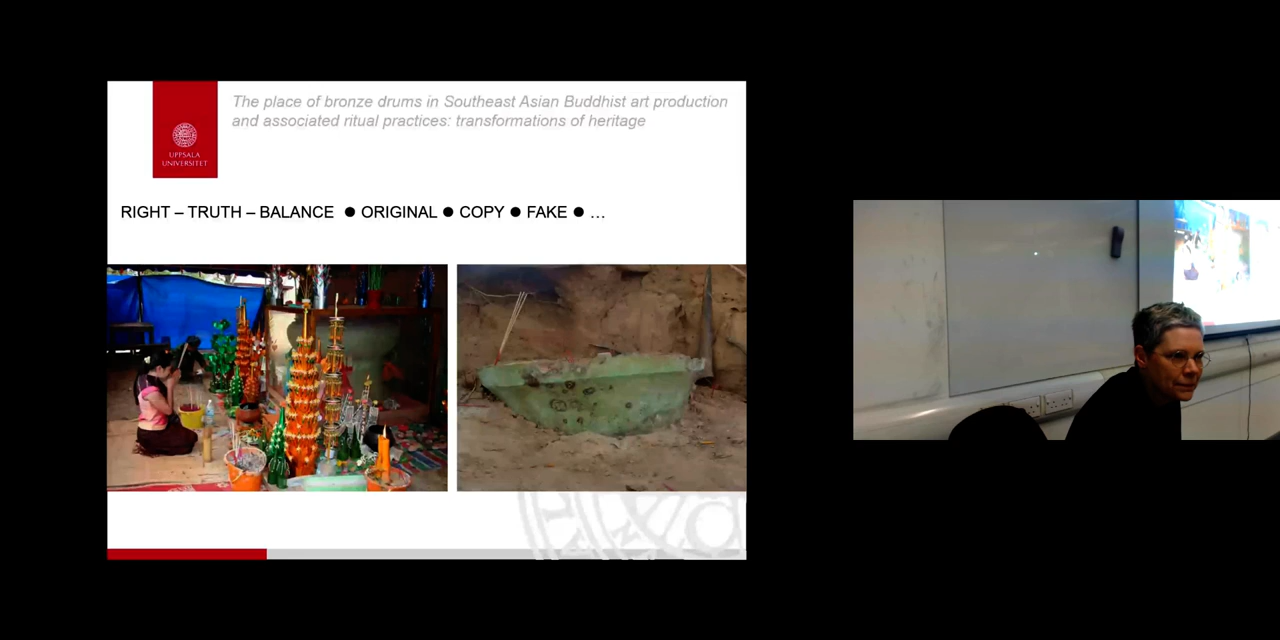 The place of bronze drums in Southeast Asian Buddhist art production
and associated ritual practices: transformations of heritage
UPPSALA
UNIVERSITET
RIGHT – TRUTH – BALANCE ● ORIGINAL ● COPY ● FAKE ● …